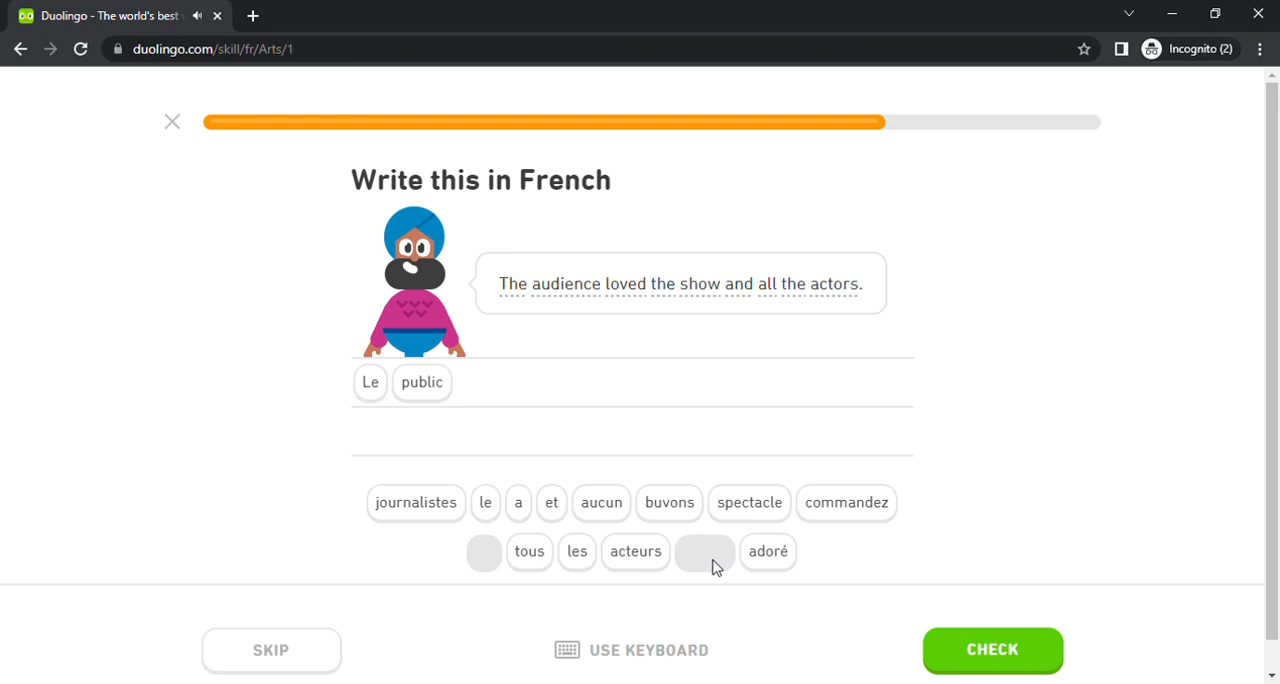 Duolingo - The world's best
duolingo.com/skill/fr/Arts/1
Incognito (2)
Write this in French
The audience loved the show and all the actors.
Le public
journalistes le a et aucun buvons spectacle commandez
tous les acteurs adoré
SKIP USE KEYBOARD CHECK